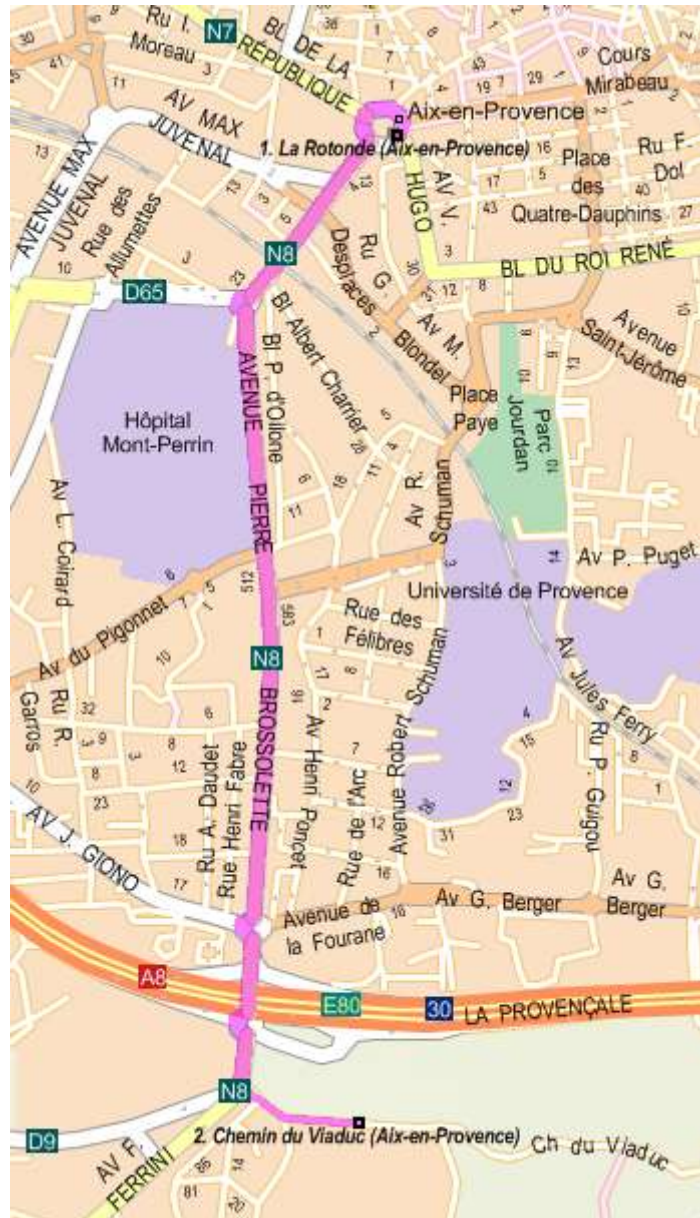 N7
Ru I.
Moreau
BL DE LA
RÉPUBLIQUE
Cours
Mirabeau
Aix-en-Provence
1. La Rotonde (Aix-en-Provence)
AV MAX
JUVENAL
AVENUE MAX
JUVENAL
Rue des
Allumettes
HUGO
AV V.
Place
des
Quatre-Dauphins
Ru F.
Dol
N8
D65
Ru G.
Desplaces
BL DU ROI RENÉ
Av M.
Blondel
Avenue
Saint-Jérôme
Bl Albert Charrier
Bl P. d'Ollone
Place
Paye
Parc
Jourdan
Hôpital
Mont-Perrin
AVENUE
PIERRE
BROSSOLETTE
Av R.
Schuman
Av L. Coirard
Av P. Puget
Université de Provence
Av du Pigonnet
512
583
Rue des
Félibres
N8
Av Jules Ferry
Ru R.
Garros
Ru A. Daudet
Rue Henri Fabre
Av Henri Poncet
Rue de l'Arc
Avenue Robert Schuman
Ru P. Guigou
AV J. GIONO
Avenue de
la Fourane
Av G. Berger
Av G.
Berger
A8
E80
30
LA PROVENÇALE
N8
D9
2. Chemin du Viaduc (Aix-en-Provence)
AV F.
FERRINI
86
14
81
20
Ch du Viaduc